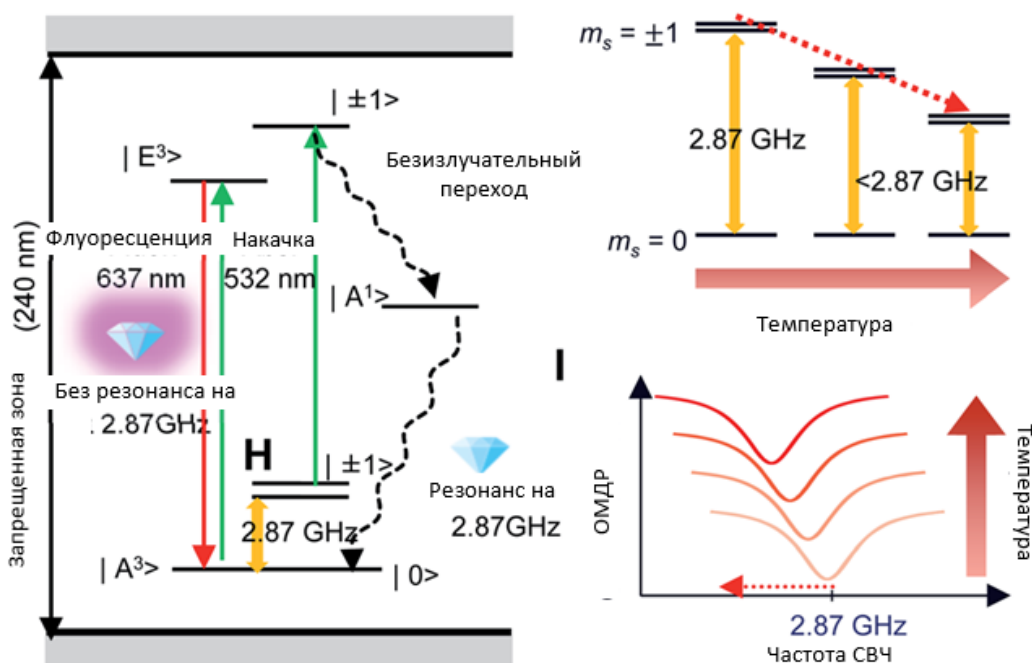 | ±1>
| E³>
Безизлучательный
переход
Флуоресценция
637 nm
Накачка
532 nm
| A¹>
Запрещенная зона
(240 nm)
Без резонанса на
2.87GHz
H
| ±1>
2.87 GHz
Резонанс на
2.87GHz
| A³>
| 0>
mₛ = ±1
2.87 GHz
<2.87 GHz
mₛ = 0
Температура
I
ОМДР
Температура
2.87 GHz
Частота СВЧ